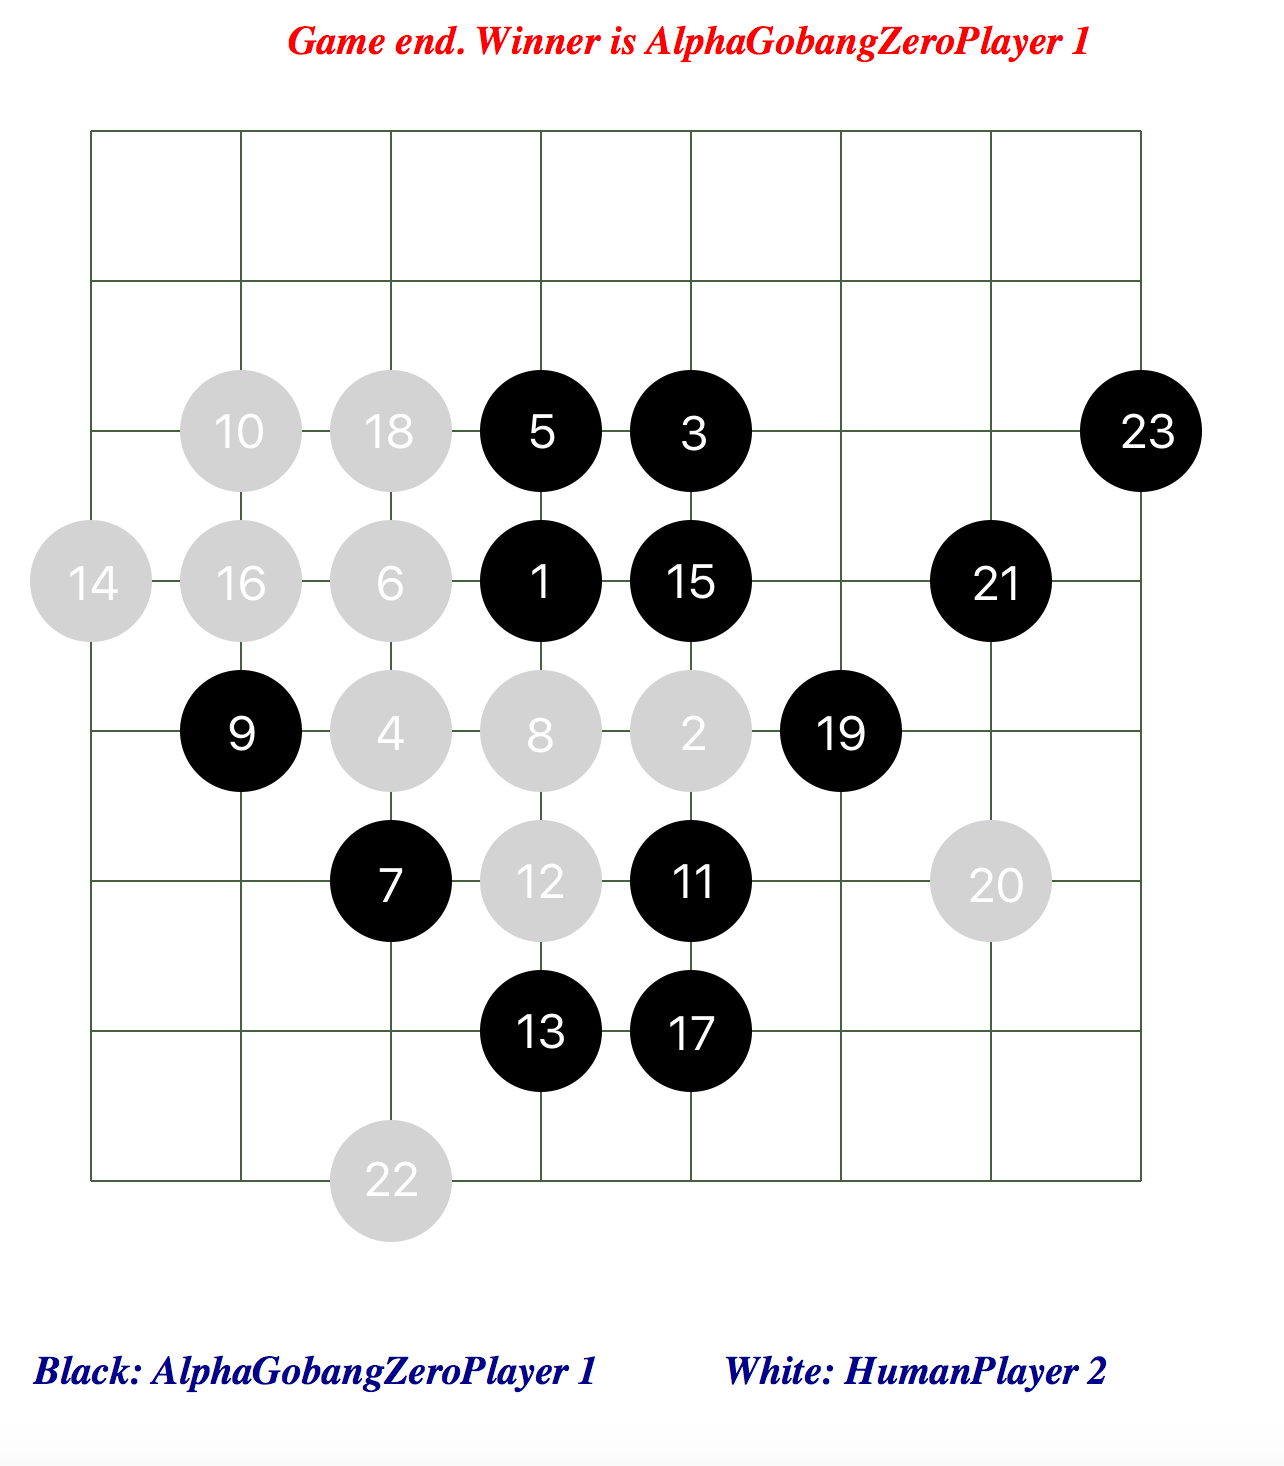 Game end. Winner is AlphaGobangZeroPlayer 1
10 18 5 3 23
14 16 6 1 15 21
9 4 8 2 19
7 12 11 20
13 17
22
Black: AlphaGobangZeroPlayer 1 White: HumanPlayer 2